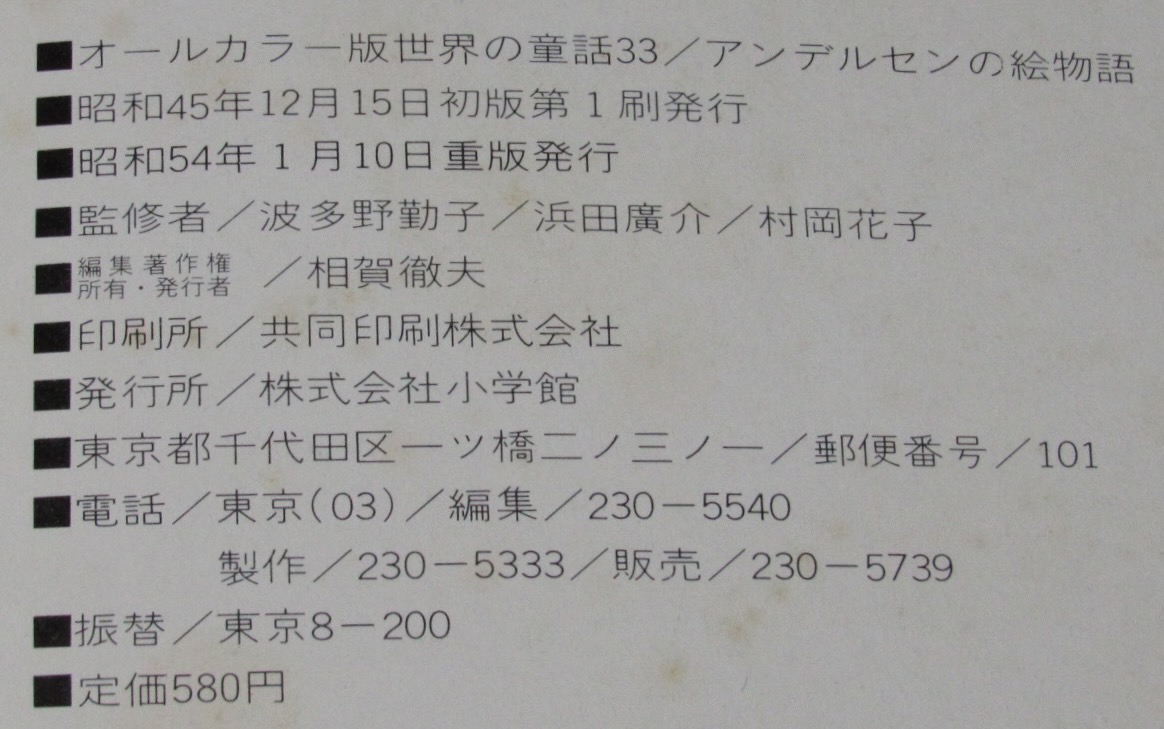 ■オールカラー版世界の童話33／アンデルセンの絵物語
■昭和45年12月15日初版第1刷発行
■昭和54年1月10日重版発行
■監修者／波多野勤子／浜田廣介／村岡花子
■編集著作権
所有・発行者／相賀徹夫
■印刷所／共同印刷株式会社
■発行所／株式会社小学館
■東京都千代田区一ツ橋二ノ三ノ一／郵便番号／101
■電話／東京(03)／編集／230－5540
製作／230－5333／販売／230－5739
■振替／東京8－200
■定価580円